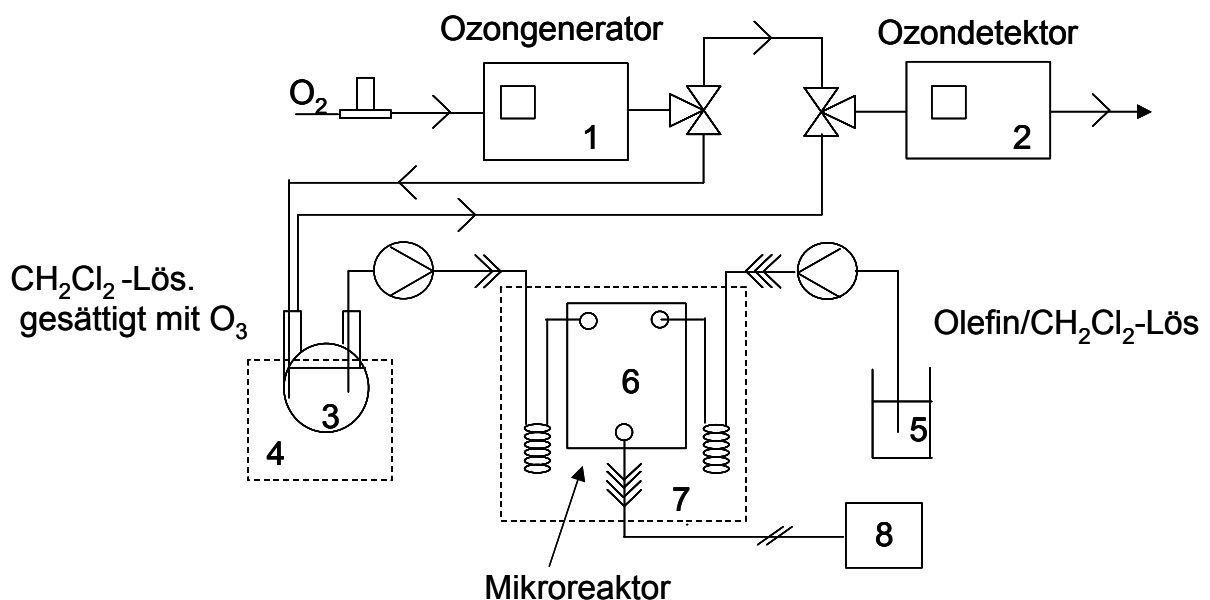 Ozongenerator
Ozondetektor
O₂
1
2
CH₂Cl₂ -Lös.
gesättigt mit O₃
Olefin/CH₂Cl₂-Lös
3
4
5
6
7
8
Mikroreaktor